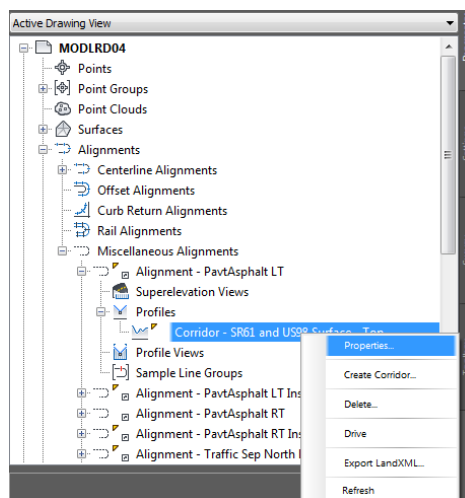 Active Drawing View
MODLRD04
Points
Point Groups
Point Clouds
Surfaces
Alignments
Centerline Alignments
Offset Alignments
Curb Return Alignments
Rail Alignments
Miscellaneous Alignments
Alignment - PavtAsphalt LT
Superelevation Views
Profiles
Corridor - SR61 and US98 Surface - Top
Properties...
Profile Views
Create Corridor...
Sample Line Groups
Delete...
Alignment - PavtAsphalt LT Ins
Drive
Alignment - PavtAsphalt RT
Alignment - PavtAsphalt RT Ins
Export LandXML...
Alignment - Traffic Sep North
Refresh